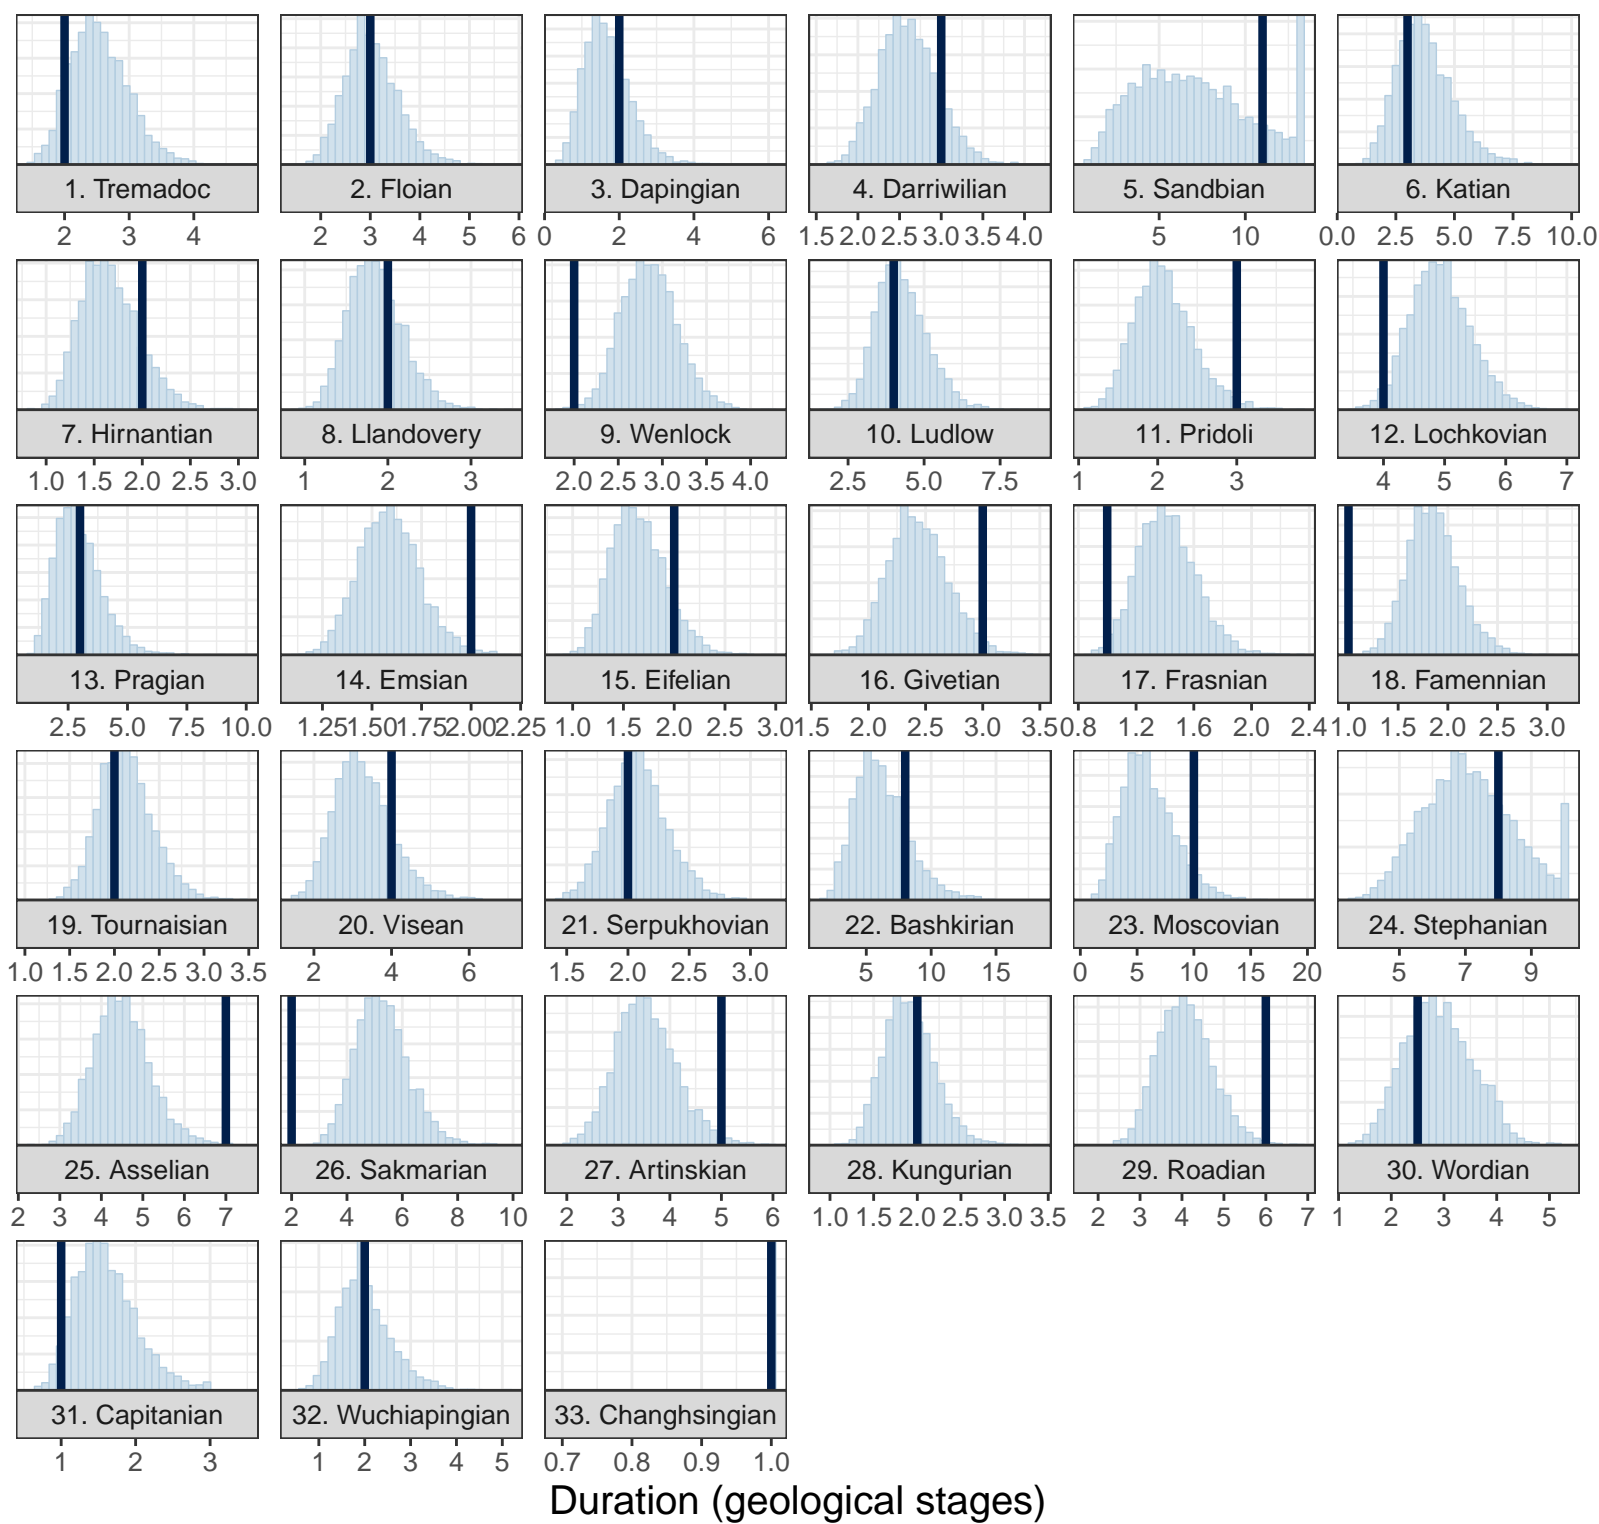 1. Tremadoc 2. Floian 3. Dapingian 4. Darriwilian 5. Sandbian 6. Katian
2 3 4 2 3 4 5 6 0 2 4 6 1.5 2.0 2.5 3.0 3.5 4.0 5 10 0.0 2.5 5.0 7.5 10.0
7. Hirnantian 8. Llandovery 9. Wenlock 10. Ludlow 11. Pridoli 12. Lochkovian
1.0 1.5 2.0 2.5 3.0 1 2 3 2.0 2.5 3.0 3.5 4.0 2.5 5.0 7.5 1 2 3 4 5 6 7
13. Pragian 14. Emsian 15. Eifelian 16. Givetian 17. Frasnian 18. Famennian
2.5 5.0 7.5 10.0 1.25 1.50 1.75 2.00 2.25 1.0 1.5 2.0 2.5 3.0 1.5 2.0 2.5 3.0 3.5 0.8 1.2 1.6 2.0 2.4 1.0 1.5 2.0 2.5 3.0
19. Tournaisian 20. Visean 21. Serpukhovian 22. Bashkirian 23. Moscovian 24. Stephanian
1.0 1.5 2.0 2.5 3.0 3.5 2 4 6 1.5 2.0 2.5 3.0 5 10 15 0 5 10 15 20 5 7 9
25. Asselian 26. Sakmarian 27. Artinskian 28. Kungurian 29. Roadian 30. Wordian
2 3 4 5 6 7 2 4 6 8 10 2 3 4 5 6 1.0 1.5 2.0 2.5 3.0 3.5 2 3 4 5 6 7 1 2 3 4 5
31. Capitanian 32. Wuchiapingian 33. Changhsingian
1 2 3 1 2 3 4 5 0.7 0.8 0.9 1.0
Duration (geological stages)